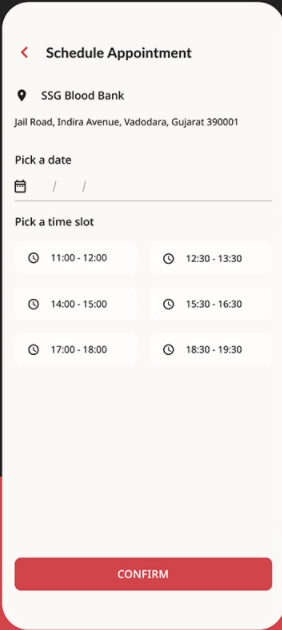 Schedule Appointment
SSG Blood Bank
Jail Road, Indira Avenue, Vadodara, Gujarat 390001
Pick a date
/ /
Pick a time slot
11:00 - 12:00
12:30 - 13:30
14:00 - 15:00
15:30 - 16:30
17:00 - 18:00
18:30 - 19:30
CONFIRM